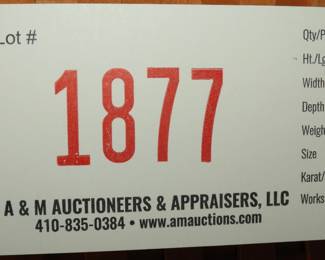 Lot #
1877
A & M AUCTIONEERS & APPRAISERS, LLC
410-835-0384 • www.amauctions.com
Qty/P
Ht./Lg
Width
Depth
Weigh
Size
Karat/
Works